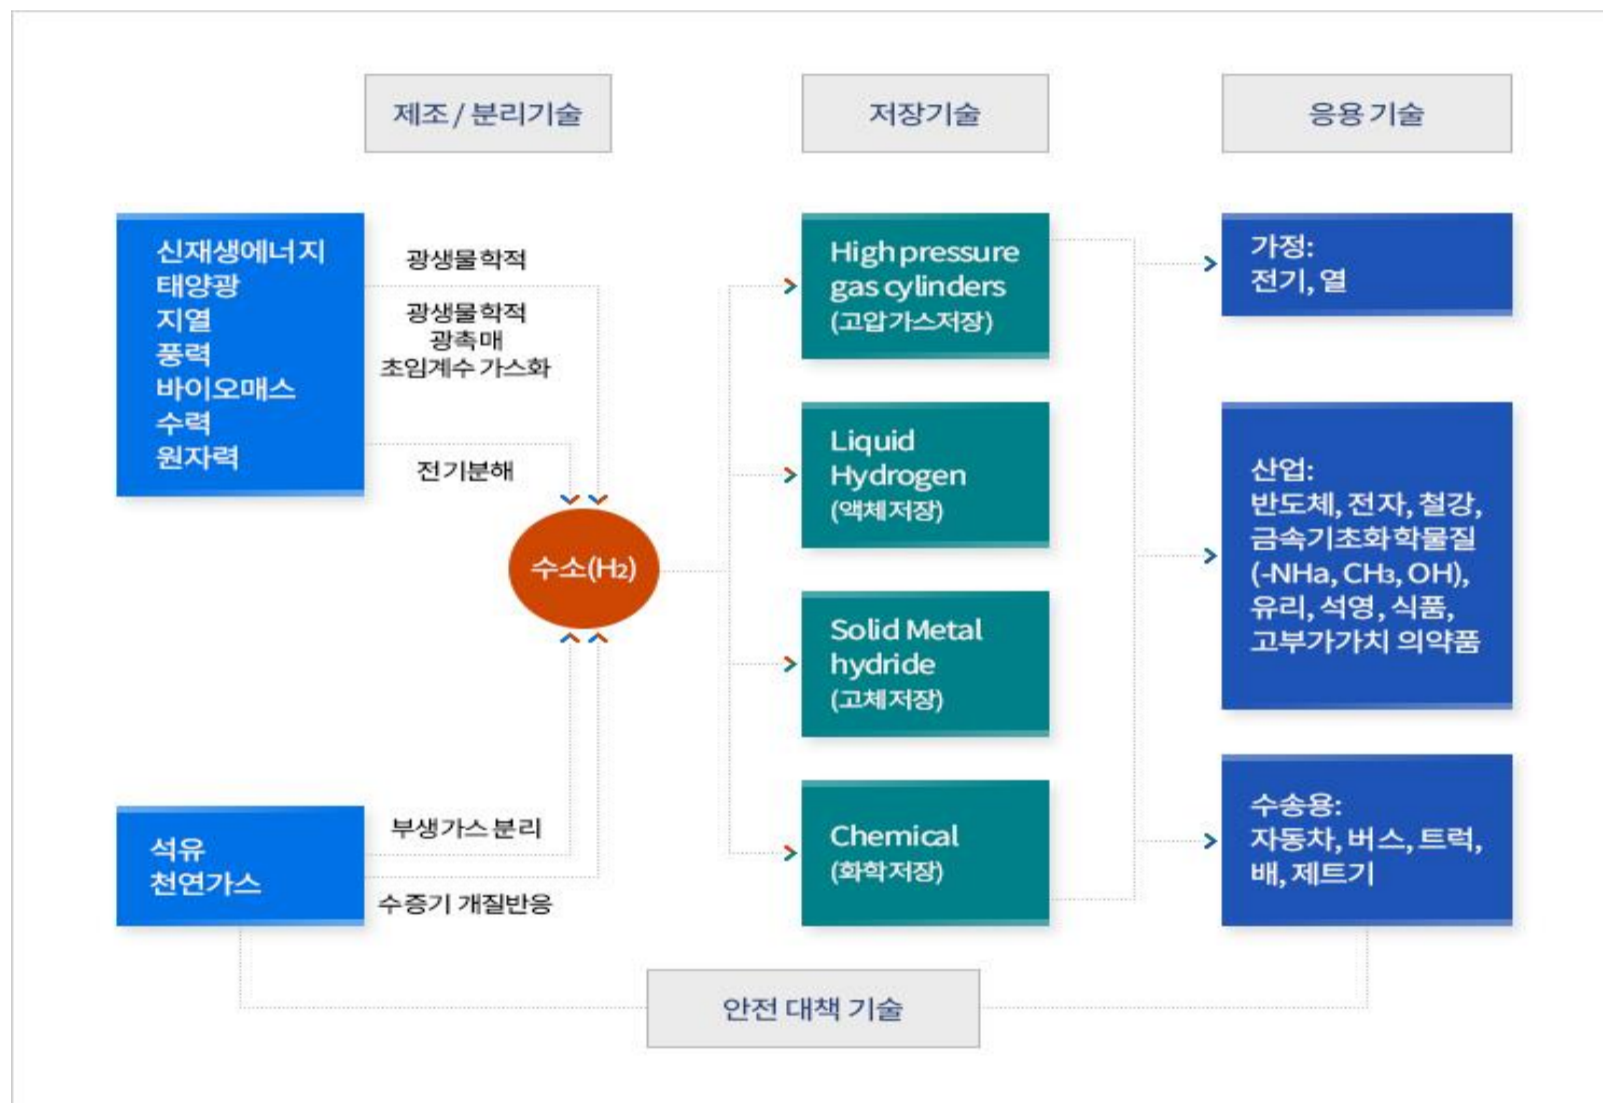 제조 / 분리기술
저장기술
응용 기술
신재생에너지
태양광
지열
풍력
바이오매스
수력
원자력
광생물학적
광생물학적
광촉매
초임계수 가스화
전기분해
수소(H₂)
석유
천연가스
부생가스 분리
수증기 개질반응
High pressure
gas cylinders
(고압가스저장)
Liquid
Hydrogen
(액체저장)
Solid Metal
hydride
(고체저장)
Chemical
(화학저장)
가정:
전기, 열
산업:
반도체, 전자, 철강,
금속기초화학물질
(-NHa, CH₃, OH),
유리, 석영, 식품,
고부가가치 의약품
수송용:
자동차, 버스, 트럭,
배, 제트기
안전 대책 기술